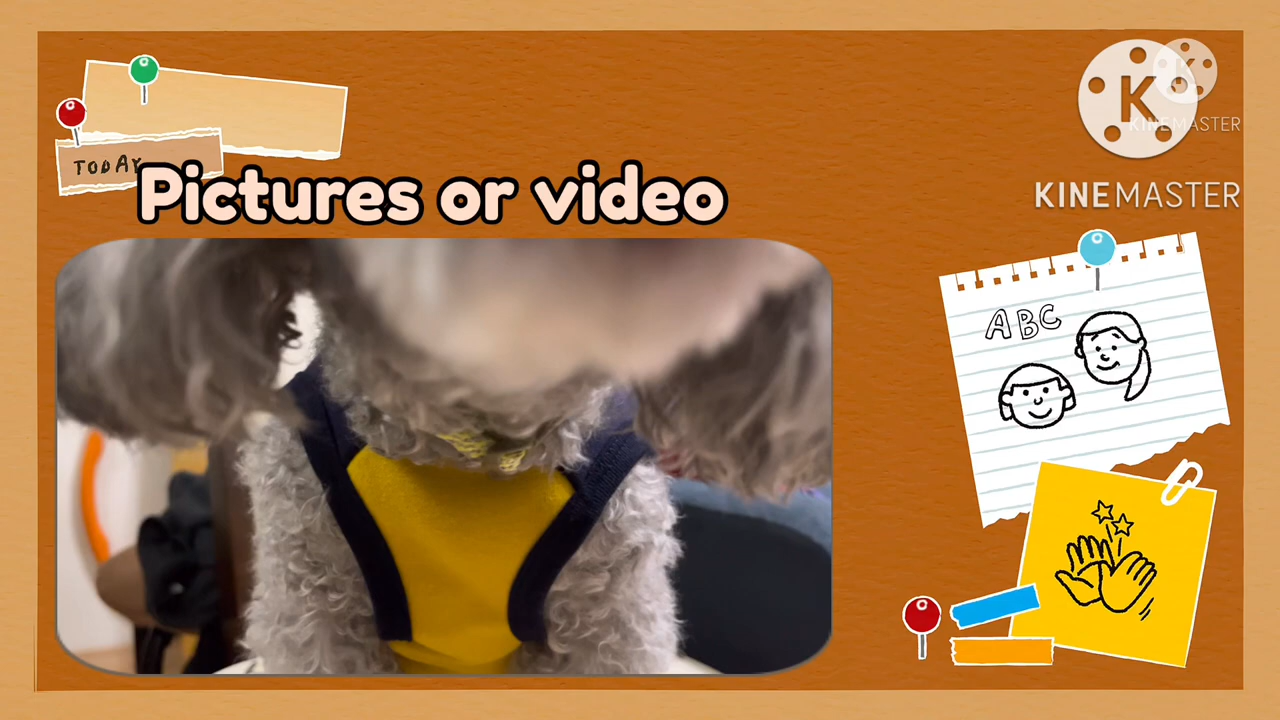 TODAY
Pictures or video
KINEMASTER
KINEMASTER
ABC